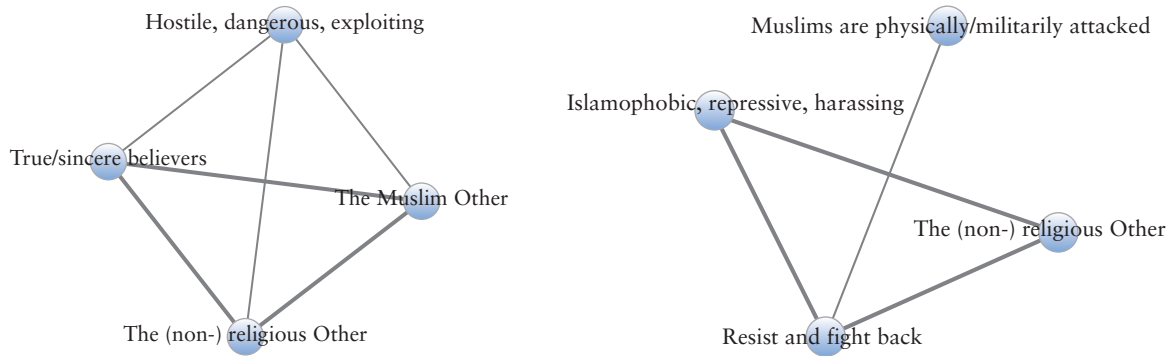 Hostile, dangerous, exploiting
True/sincere believers
The Muslim Other
The (non-) religious Other
Muslims are physically/militarily attacked
Islamophobic, repressive, harassing
The (non-) religious Other
Resist and fight back